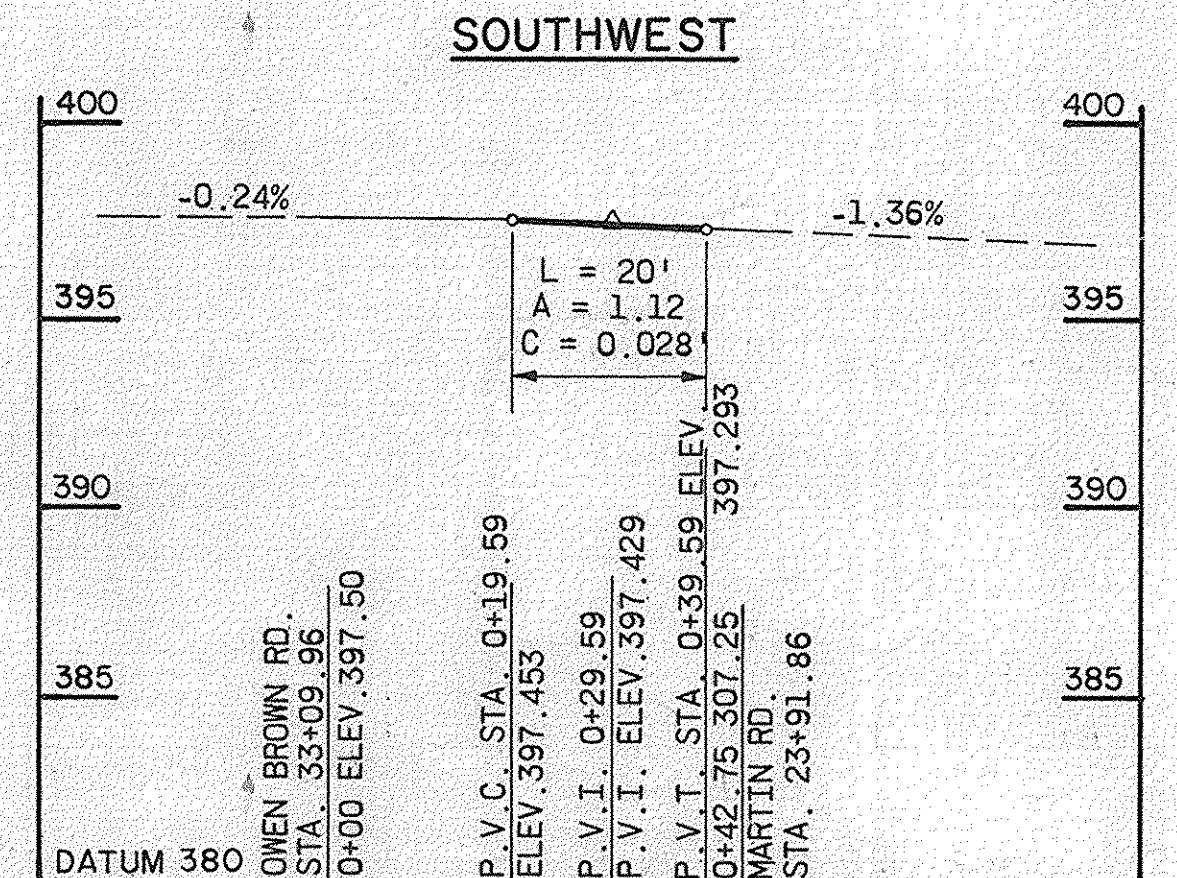 SOUTHWEST
400
400
-0.24%
-1.36%
L = 20'
A = 1.12
C = 0.028'
395
395
390
390
385
385
DATUM 380
OWEN BROWN RD.
STA. 33+09.96
0+00 ELEV.397.50
P.V.C. STA. 0+19.59
ELEV.397.453
P.V.I. 0+29.59
P.V.I. ELEV.397.429
P.V.T. STA. 0+39.59 ELEV.
397.293
0+42.75 307.25
MARTIN RD.
STA. 23+91.86